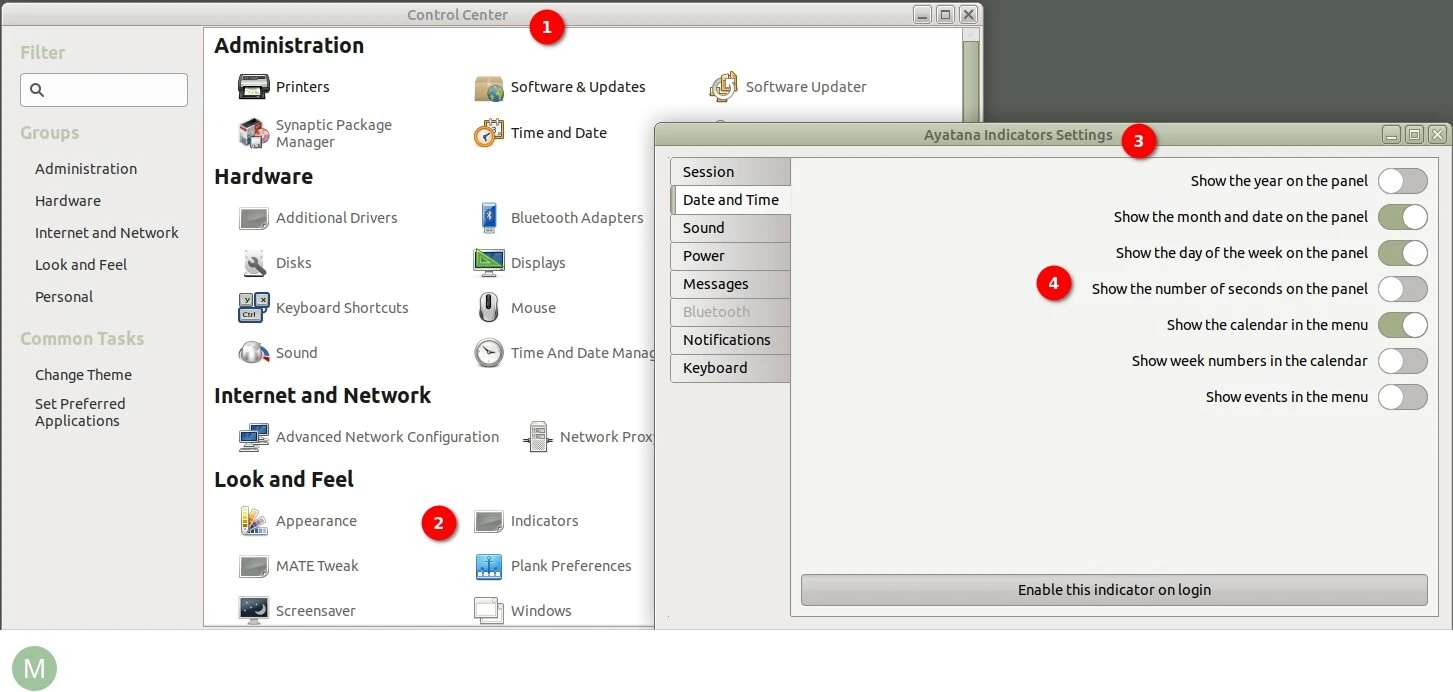 Control Center
1
Filter
Groups
Administration
Hardware
Internet and Network
Look and Feel
Personal
Common Tasks
Change Theme
Set Preferred
Applications
Administration
Printers
Software & Updates
Software Updater
Synaptic Package
Manager
Time and Date
Hardware
Additional Drivers
Bluetooth Adapters
Disks
Displays
y x
Ctrl
Keyboard Shortcuts
Mouse
Sound
Time And Date Manag
Internet and Network
Advanced Network Configuration
Network Proxy
Look and Feel
Appearance
2
Indicators
MATE Tweak
Plank Preferences
Screensaver
Windows
Ayatana Indicators Settings
3
Session
Date and Time
Sound
Power
Messages
Bluetooth
Notifications
Keyboard
Show the year on the panel
Show the month and date on the panel
Show the day of the week on the panel
4
Show the number of seconds on the panel
Show the calendar in the menu
Show week numbers in the calendar
Show events in the menu
Enable this indicator on login
M